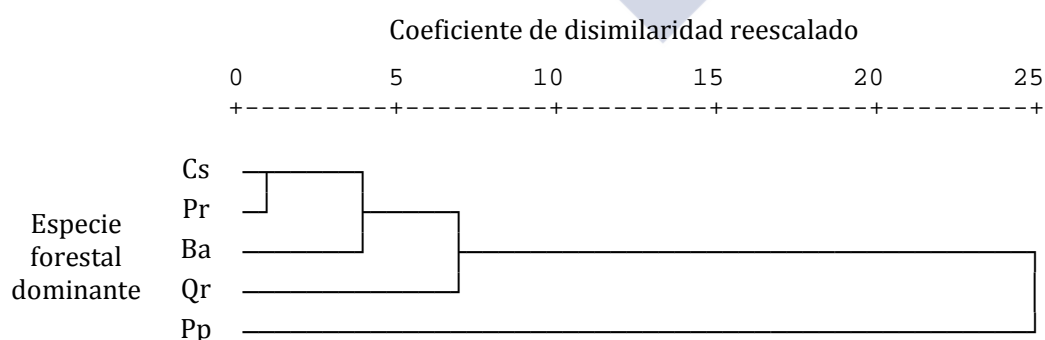 Coeficiente de disimilaridad reescalado
0 5 10 15 20 25
+---------+---------+---------+---------+---------+
Cs
Pr
Especie
forestal
dominante
Ba
Qr
Pp